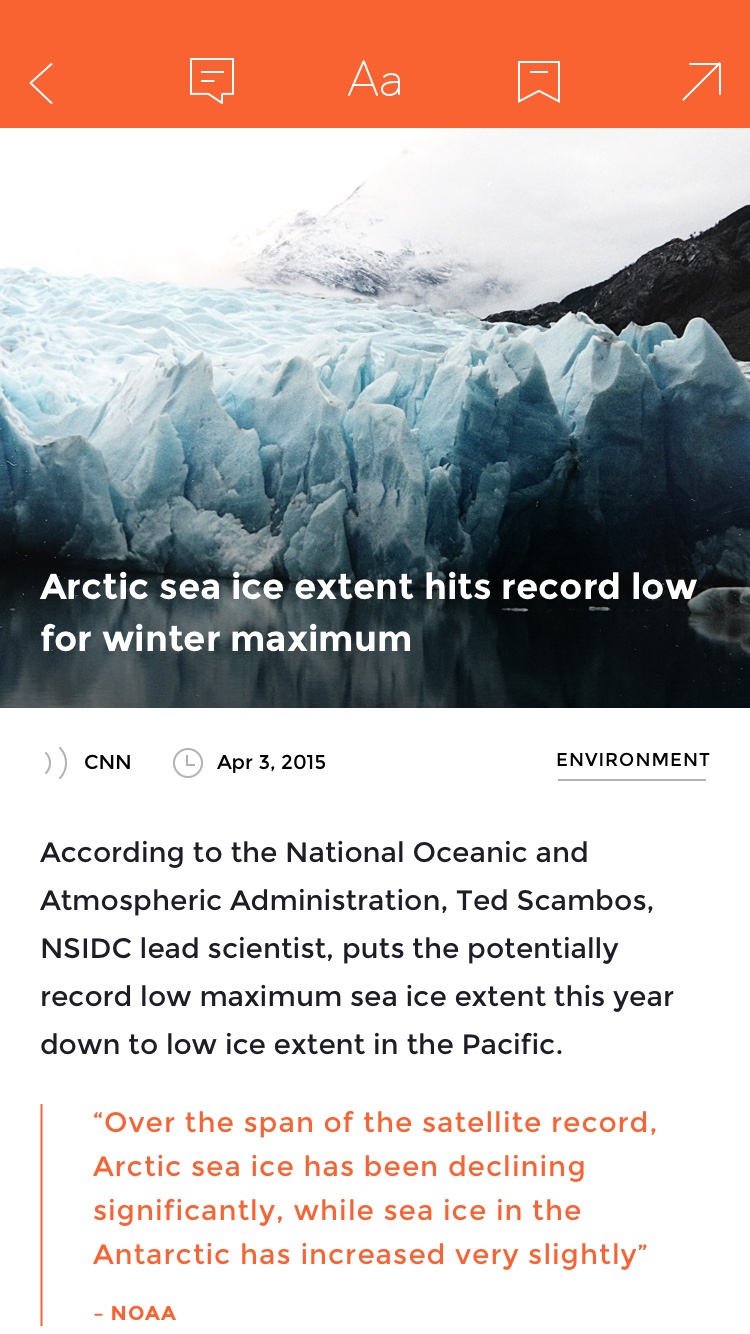 Aa
Arctic sea ice extent hits record low
for winter maximum
CNN
Apr 3, 2015
ENVIRONMENT
According to the National Oceanic and
Atmospheric Administration, Ted Scambos,
NSIDC lead scientist, puts the potentially
record low maximum sea ice extent this year
down to low ice extent in the Pacific.
“Over the span of the satellite record,
Arctic sea ice has been declining
significantly, while sea ice in the
Antarctic has increased very slightly”
– NOAA